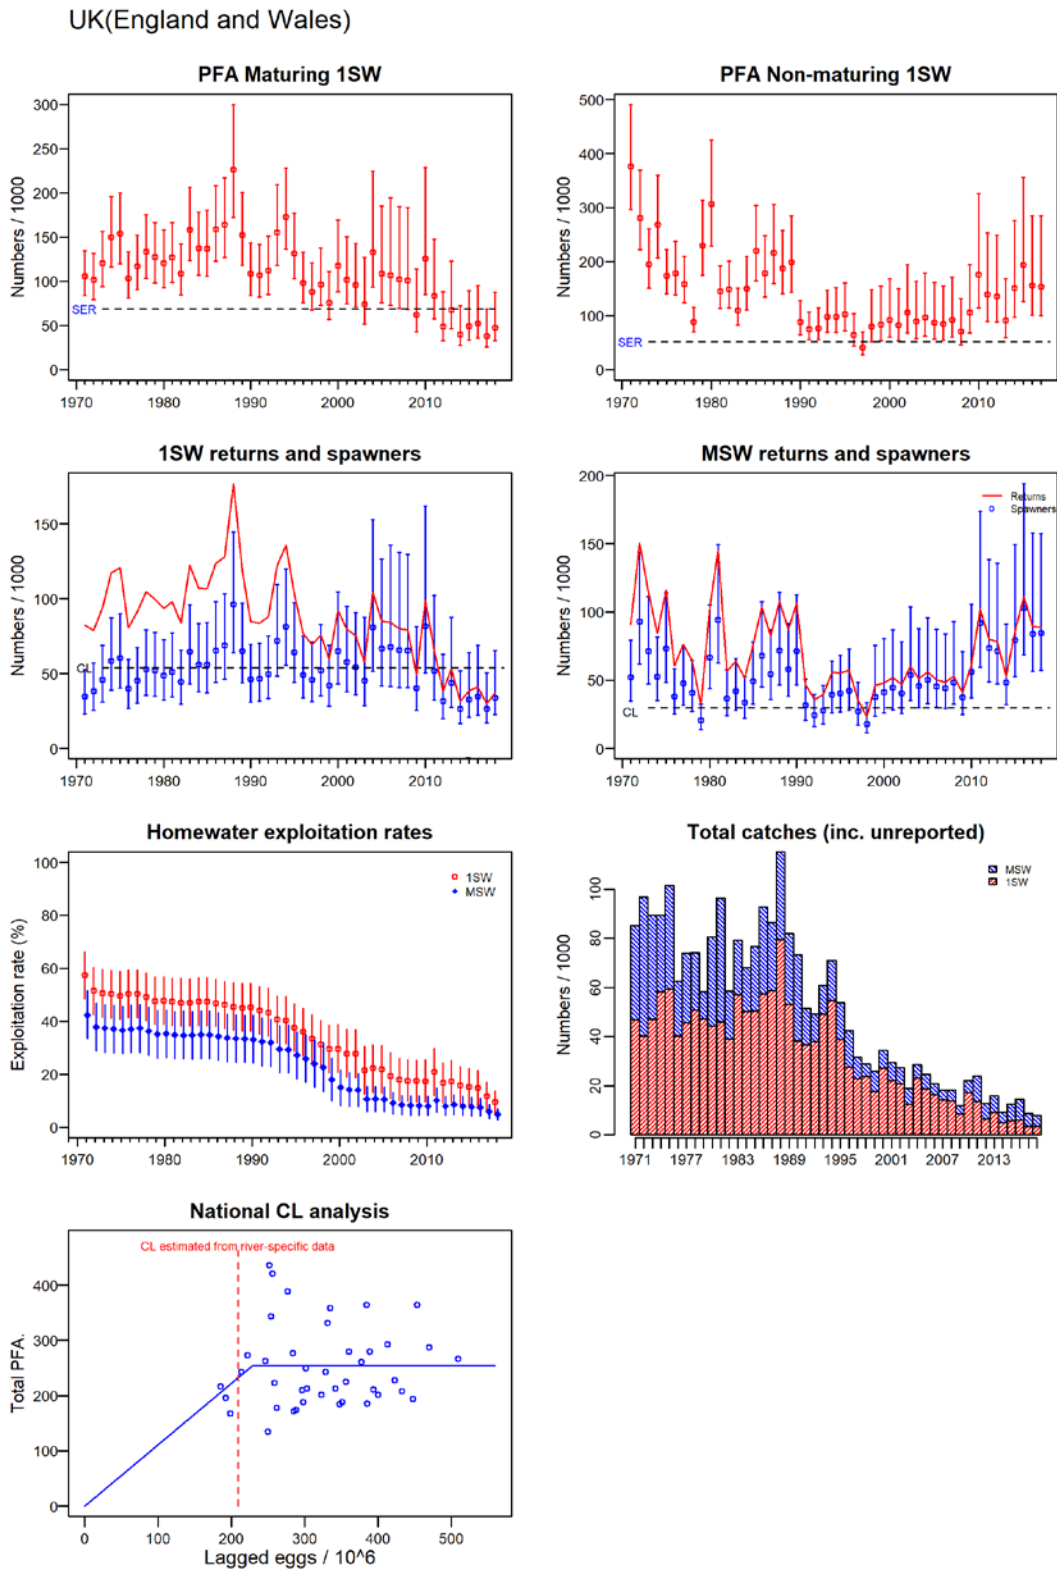 UK(England and Wales)
PFA Maturing 1SW
Numbers / 1000
300
250
200
150
100
50
0
SER
1970 1980 1990 2000 2010
PFA Non-maturing 1SW
Numbers / 1000
500
400
300
200
100
0
SER
1970 1980 1990 2000 2010
1SW returns and spawners
Numbers / 1000
150
100
50
0
CL
1970 1980 1990 2000 2010
MSW returns and spawners
Numbers / 1000
200
150
100
50
0
Returns
Spawners
CL
1970 1980 1990 2000 2010
Homewater exploitation rates
Exploitation rate (%)
100
80
60
40
20
0
1SW
MSW
1970 1980 1990 2000 2010
Total catches (inc. unreported)
Numbers / 1000
100
80
60
40
20
0
MSW
1SW
1971 1977 1983 1989 1995 2001 2007 2013
National CL analysis
CL estimated from river-specific data
Total PFA.
400
300
200
100
0
0 100 200 300 400 500
Lagged eggs / 10^6